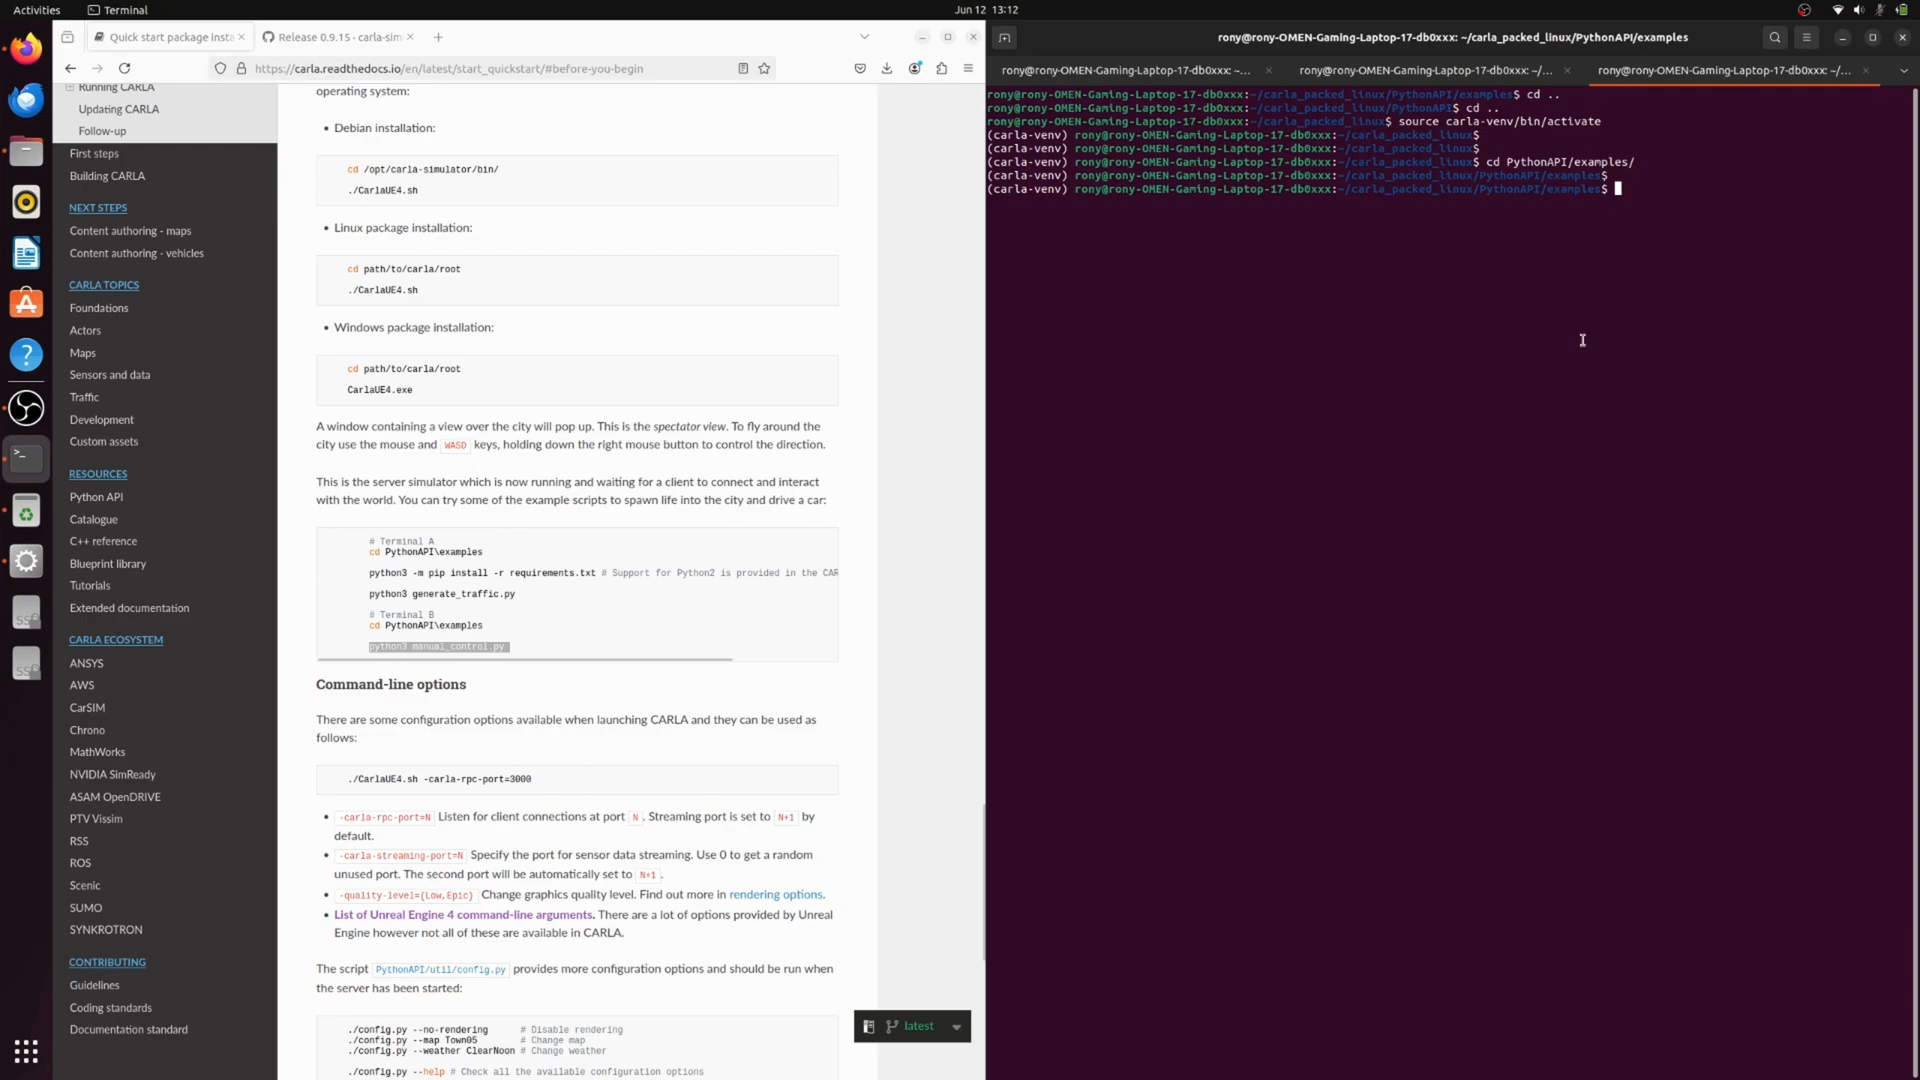 Activities
Terminal
Jun 12 13:12
Quick start package insta
Release 0.9.15 · carla-sim
https://carla.readthedocs.io/en/latest/start_quickstart/#before-you-begin
Running CARLA
Updating CARLA
Follow-up
First steps
Building CARLA
NEXT STEPS
Content authoring - maps
Content authoring - vehicles
CARLA TOPICS
Foundations
Actors
Maps
Sensors and data
Traffic
Development
Custom assets
RESOURCES
Python API
Catalogue
C++ reference
Blueprint library
Tutorials
Extended documentation
CARLA ECOSYSTEM
ANSYS
AWS
CarSIM
Chrono
MathWorks
NVIDIA SimReady
ASAM OpenDRIVE
PTV Vissim
RSS
ROS
Scenic
SUMO
SYNKROTRON
CONTRIBUTING
Guidelines
Coding standards
Documentation standard
operating system:
• Debian installation:
cd /opt/carla-simulator/bin/
./CarlaUE4.sh
• Linux package installation:
cd path/to/carla/root
./CarlaUE4.sh
• Windows package installation:
cd path/to/carla/root
CarlaUE4.exe
A window containing a view over the city will pop up. This is the spectator view. To fly around the
city use the mouse and WASD keys, holding down the right mouse button to control the direction.
This is the server simulator which is now running and waiting for a client to connect and interact
with the world. You can try some of the example scripts to spawn life into the city and drive a car:
# Terminal A
cd PythonAPI\examples
python3 -m pip install -r requirements.txt # Support for Python2 is provided in the CAR
python3 generate_traffic.py
# Terminal B
cd PythonAPI\examples
python3 manual_control.py
Command-line options
There are some configuration options available when launching CARLA and they can be used as
follows:
./CarlaUE4.sh -carla-rpc-port=3000
• -carla-rpc-port=N Listen for client connections at port N . Streaming port is set to N+1 by
default.
• -carla-streaming-port=N Specify the port for sensor data streaming. Use 0 to get a random
unused port. The second port will be automatically set to N+1 .
• -quality-level={Low,Epic} Change graphics quality level. Find out more in rendering options.
• List of Unreal Engine 4 command-line arguments. There are a lot of options provided by Unreal
Engine however not all of these are available in CARLA.
The script PythonAPI/util/config.py provides more configuration options and should be run when
the server has been started:
./config.py --no-rendering # Disable rendering
./config.py --map Town05 # Change map
./config.py --weather ClearNoon # Change weather
./config.py --help # Check all the available configuration options
latest
rony@rony-OMEN-Gaming-Laptop-17-db0xxx: ~/carla_packed_linux/PythonAPI/examples
rony@rony-OMEN-Gaming-Laptop-17-db0xxx: ~...
rony@rony-OMEN-Gaming-Laptop-17-db0xxx: ~/...
rony@rony-OMEN-Gaming-Laptop-17-db0xxx: ~/...
rony@rony-OMEN-Gaming-Laptop-17-db0xxx:~/carla_packed_linux/PythonAPI/examples$ cd ..
rony@rony-OMEN-Gaming-Laptop-17-db0xxx:~/carla_packed_linux/PythonAPI$ cd ..
rony@rony-OMEN-Gaming-Laptop-17-db0xxx:~/carla_packed_linux$ source carla-venv/bin/activate
(carla-venv) rony@rony-OMEN-Gaming-Laptop-17-db0xxx:~/carla_packed_linux$
(carla-venv) rony@rony-OMEN-Gaming-Laptop-17-db0xxx:~/carla_packed_linux$
(carla-venv) rony@rony-OMEN-Gaming-Laptop-17-db0xxx:~/carla_packed_linux$ cd PythonAPI/examples/
(carla-venv) rony@rony-OMEN-Gaming-Laptop-17-db0xxx:~/carla_packed_linux/PythonAPI/examples$
(carla-venv) rony@rony-OMEN-Gaming-Laptop-17-db0xxx:~/carla_packed_linux/PythonAPI/examples$